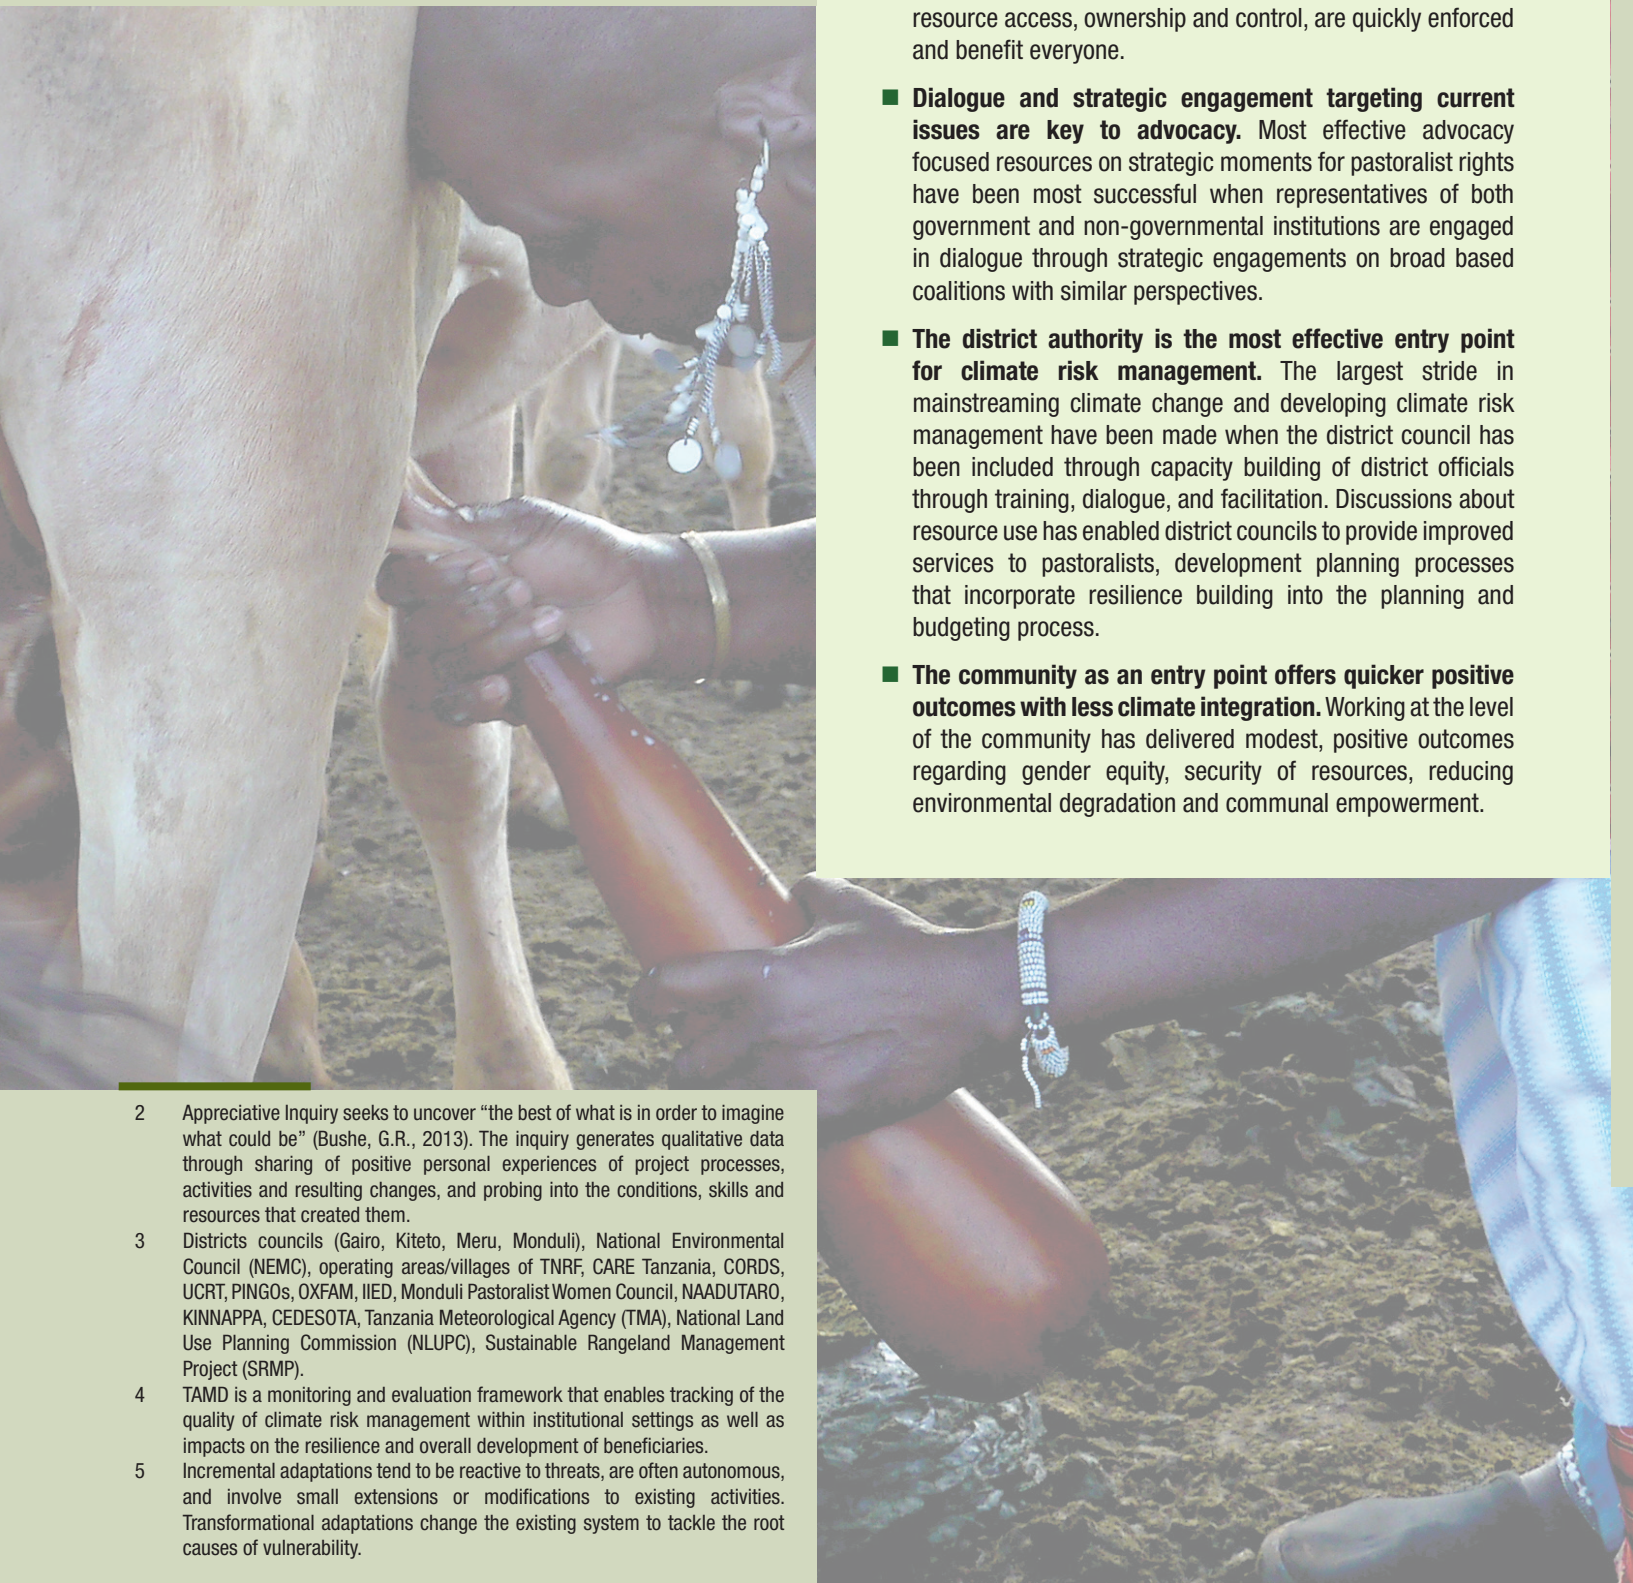 resource access, ownership and control, are quickly enforced
and benefit everyone.
■ Dialogue and strategic engagement targeting current
issues are key to advocacy. Most effective advocacy
focused resources on strategic moments for pastoralist rights
have been most successful when representatives of both
government and non-governmental institutions are engaged
in dialogue through strategic engagements on broad based
coalitions with similar perspectives.
■ The district authority is the most effective entry point
for climate risk management. The largest stride in
mainstreaming climate change and developing climate risk
management have been made when the district council has
been included through capacity building of district officials
through training, dialogue, and facilitation. Discussions about
resource use has enabled district councils to provide improved
services to pastoralists, development planning processes
that incorporate resilience building into the planning and
budgeting process.
■ The community as an entry point offers quicker positive
outcomes with less climate integration. Working at the level
of the community has delivered modest, positive outcomes
regarding gender equity, security of resources, reducing
environmental degradation and communal empowerment.
2 Appreciative Inquiry seeks to uncover “the best of what is in order to imagine
what could be” (Bushe, G.R., 2013). The inquiry generates qualitative data
through sharing of positive personal experiences of project processes,
activities and resulting changes, and probing into the conditions, skills and
resources that created them.
3 Districts councils (Gairo, Kiteto, Meru, Monduli), National Environmental
Council (NEMC), operating areas/villages of TNRF, CARE Tanzania, CORDS,
UCRT, PINGOs, OXFAM, IIED, Monduli Pastoralist Women Council, NAADUTARO,
KINNAPPA, CEDESOTA, Tanzania Meteorological Agency (TMA), National Land
Use Planning Commission (NLUPC), Sustainable Rangeland Management
Project (SRMP).
4 TAMD is a monitoring and evaluation framework that enables tracking of the
quality of climate risk management within institutional settings as well as
impacts on the resilience and overall development of beneficiaries.
5 Incremental adaptations tend to be reactive to threats, are often autonomous,
and involve small extensions or modifications to existing activities.
Transformational adaptations change the existing system to tackle the root
causes of vulnerability.